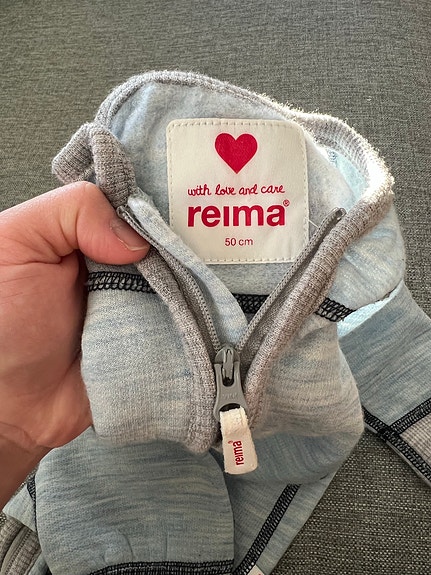 with love and care
reima®
50 cm
reima